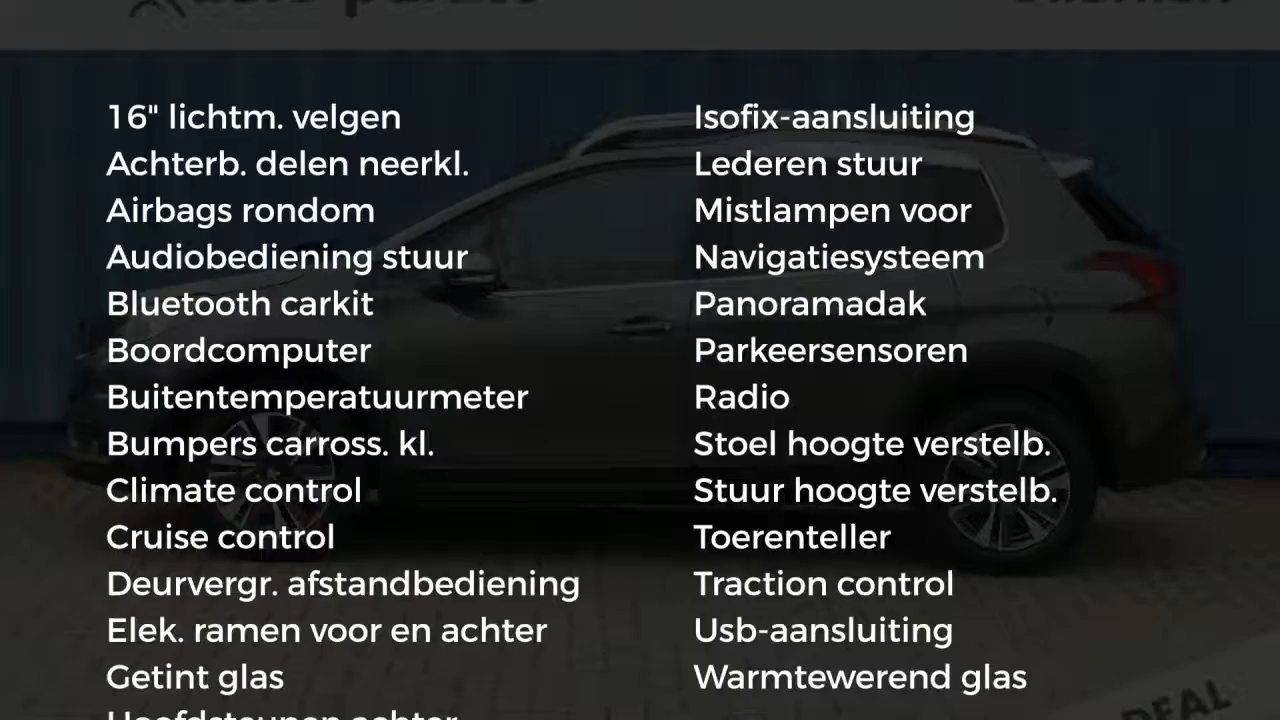 16" lichtm. velgen
Achterb. delen neerkl.
Airbags rondom
Audiobediening stuur
Bluetooth carkit
Boordcomputer
Buitentemperatuurmeter
Bumpers carross. kl.
Climate control
Cruise control
Deurvergr. afstandbediening
Elek. ramen voor en achter
Getint glas
Hoofdsteunen achter
Isofix-aansluiting
Lederen stuur
Mistlampen voor
Navigatiesysteem
Panoramadak
Parkeersensoren
Radio
Stoel hoogte verstelb.
Stuur hoogte verstelb.
Toerenteller
Traction control
Usb-aansluiting
Warmtewerend glas